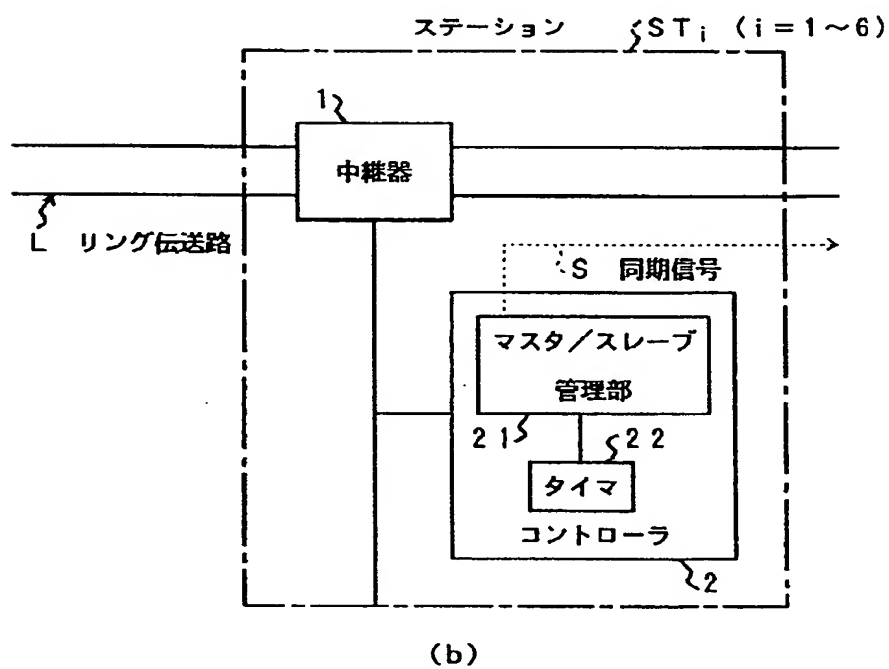 ステーション STi (i=1~6)
1
中継器
L リング伝送路
S 同期信号
マスタ/スレーブ
管理部
21 22
タイマ
コントローラ
2
(b)